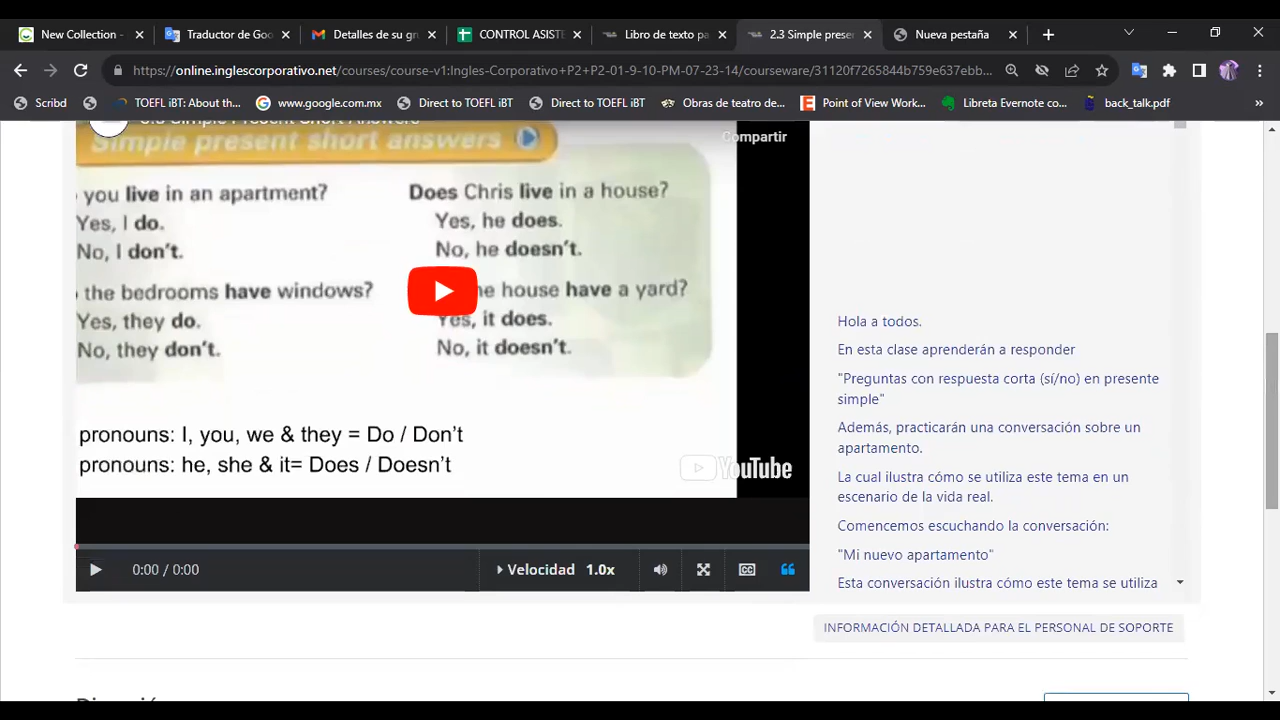 New Collection -
Traductor de Goo
Detalles de su gr
CONTROL ASISTE
Libro de texto pa
2.3 Simple prese
Nueva pestaña
https://online.inglescorporativo.net/courses/course-v1:Ingles-Corporativo+P2+P2-01-9-10-PM-07-23-14/courseware/31120f7265844b759e637ebb...
Scribd
TOEFL iBT: About th...
www.google.com.mx
Direct to TOEFL iBT
Direct to TOEFL iBT
Obras de teatro de...
Point of View Work...
Libreta Evernote co...
back_talk.pdf
Simple Present Short Answers
Compartir
Simple present short answers
you live in an apartment?
Yes, I do.
No, I don't.
the bedrooms have windows?
Yes, they do.
No, they don't.
Does Chris live in a house?
Yes, he does.
No, he doesn't.
house have a yard?
Yes, it does.
No, it doesn't.
pronouns: I, you, we & they = Do / Don't
pronouns: he, she & it= Does / Doesn't
YouTube
0:00 / 0:00
Velocidad 1.0x
CC
Hola a todos.
En esta clase aprenderán a responder
"Preguntas con respuesta corta (sí/no) en presente
simple"
Además, practicarán una conversación sobre un
apartamento.
La cual ilustra cómo se utiliza este tema en un
escenario de la vida real.
Comencemos escuchando la conversación:
"Mi nuevo apartamento"
Esta conversación ilustra cómo este tema se utiliza
INFORMACIÓN DETALLADA PARA EL PERSONAL DE SOPORTE